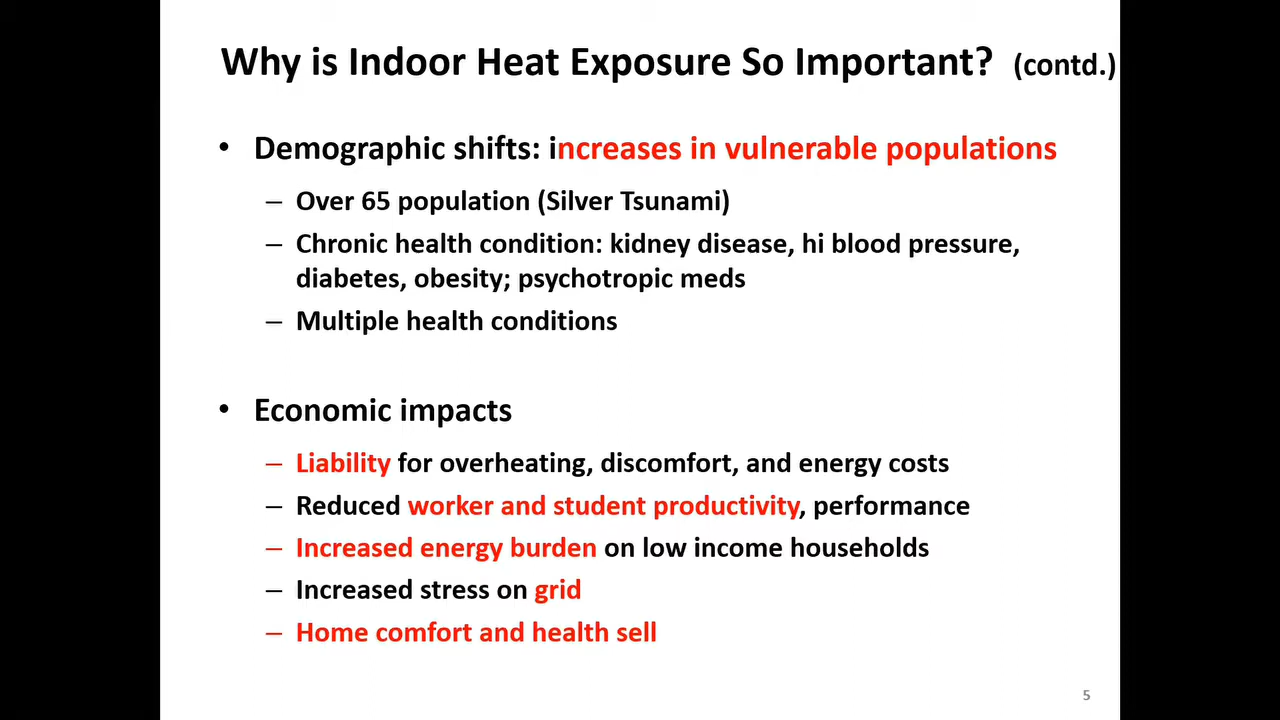 Why is Indoor Heat Exposure So Important? (contd.)
• Demographic shifts: increases in vulnerable populations
– Over 65 population (Silver Tsunami)
– Chronic health condition: kidney disease, hi blood pressure,
diabetes, obesity; psychotropic meds
– Multiple health conditions
• Economic impacts
– Liability for overheating, discomfort, and energy costs
– Reduced worker and student productivity, performance
– Increased energy burden on low income households
– Increased stress on grid
– Home comfort and health sell
5